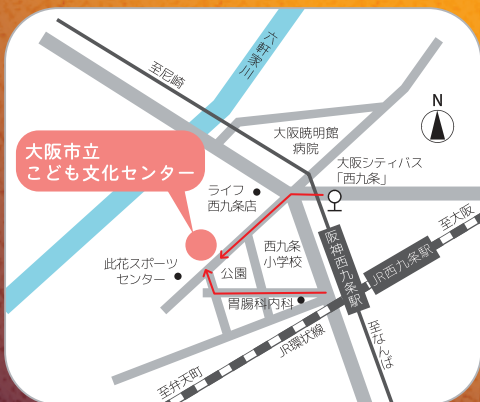 六軒家川
至尼崎
N
大阪暁明館
病院
大阪市立
こども文化センター
大阪シティバス
「西九条」
ライフ
西九条店
至大阪
阪神西九条駅
JR西九条駅
西九条
小学校
此花スポーツ
センター
公園
胃腸科内科
至なんば
JR環状線
至弁天町